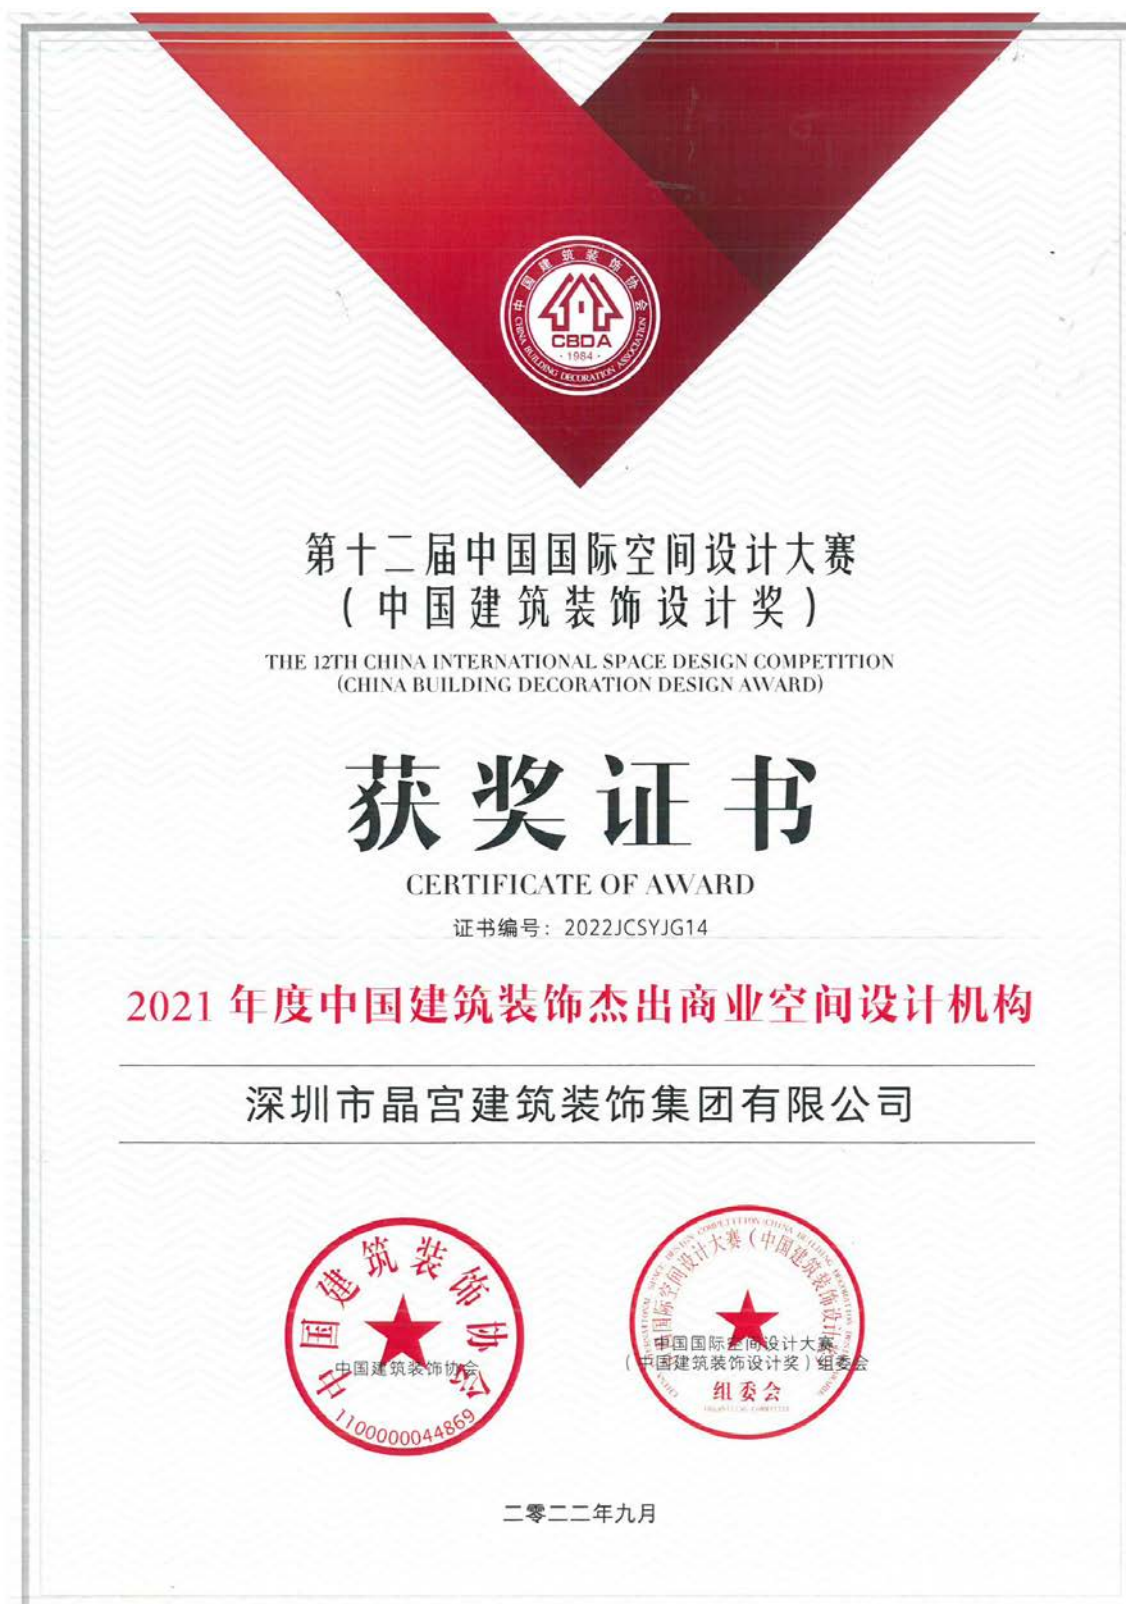 中国建筑装饰协会
CHINA BUILDING DECORATION ASSOCIATION
CBDA
·1984·
第十二届中国国际空间设计大赛
(中国建筑装饰设计奖)
THE 12TH CHINA INTERNATIONAL SPACE DESIGN COMPETITION
(CHINA BUILDING DECORATION DESIGN AWARD)
获奖证书
CERTIFICATE OF AWARD
证书编号：2022JCSYJG14
2021年度中国建筑装饰杰出商业空间设计机构
深圳市晶宫建筑装饰集团有限公司
中国建筑装饰协会
中国建筑装饰协会
1100000044869
中国国际空间设计大赛(中国建筑装饰设计奖)
中国国际空间设计大赛
(中国建筑装饰设计奖)组委会
组委会
二零二二年九月